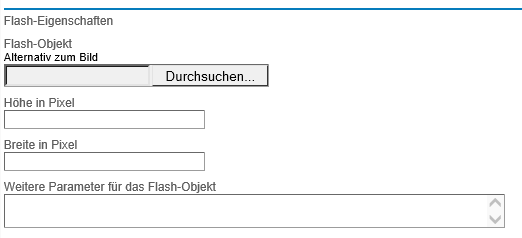 Flash-Eigenschaften
Flash-Objekt
Alternativ zum Bild
Durchsuchen...
Höhe in Pixel
Breite in Pixel
Weitere Parameter für das Flash-Objekt